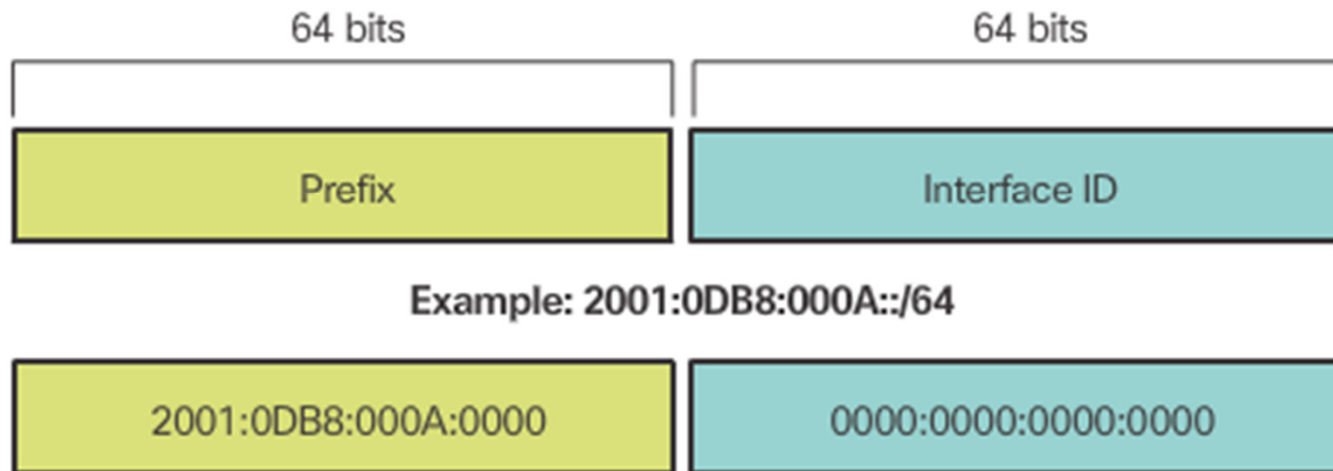 64 bits 64 bits
Prefix Interface ID
Example: 2001:0DB8:000A::/64
2001:0DB8:000A:0000 0000:0000:0000:0000